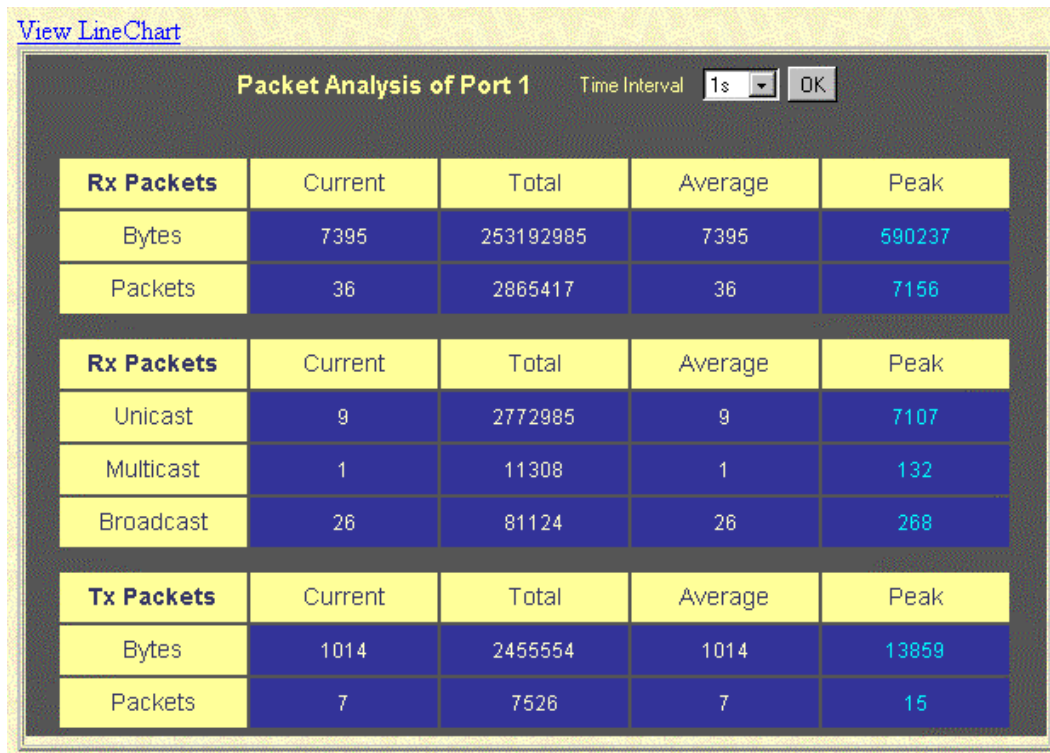 View LineChart
Packet Analysis of Port 1 Time Interval 1s OK
Rx Packets Current Total Average Peak
Bytes 7395 253192985 7395 590237
Packets 36 2865417 36 7156
Rx Packets Current Total Average Peak
Unicast 9 2772985 9 7107
Multicast 1 11308 1 132
Broadcast 26 81124 26 268
Tx Packets Current Total Average Peak
Bytes 1014 2455554 1014 13859
Packets 7 7526 7 15